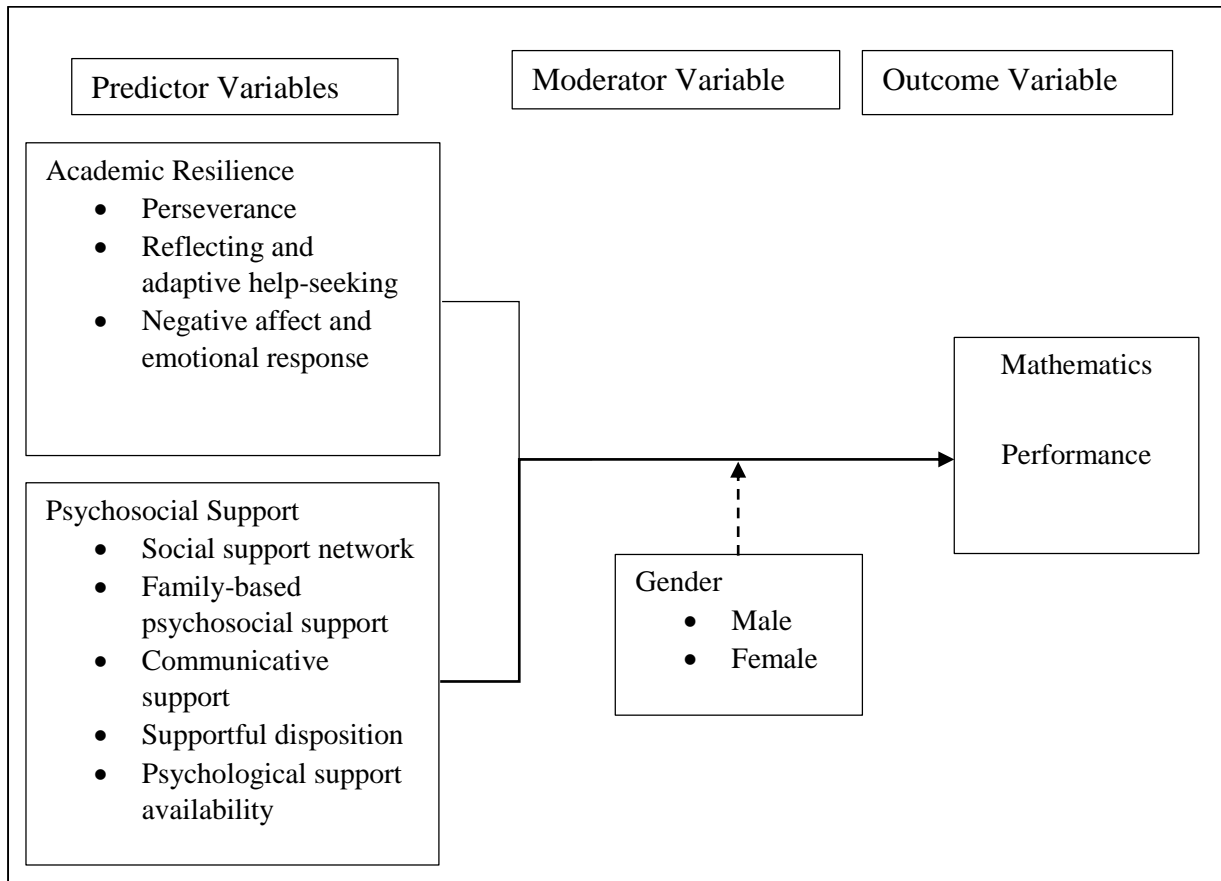 Predictor Variables
Moderator Variable
Outcome Variable
Academic Resilience
• Perseverance
• Reflecting and
adaptive help-seeking
• Negative affect and
emotional response
Psychosocial Support
• Social support network
• Family-based
psychosocial support
• Communicative
support
• Supportful disposition
• Psychological support
availability
Gender
• Male
• Female
Mathematics
Performance